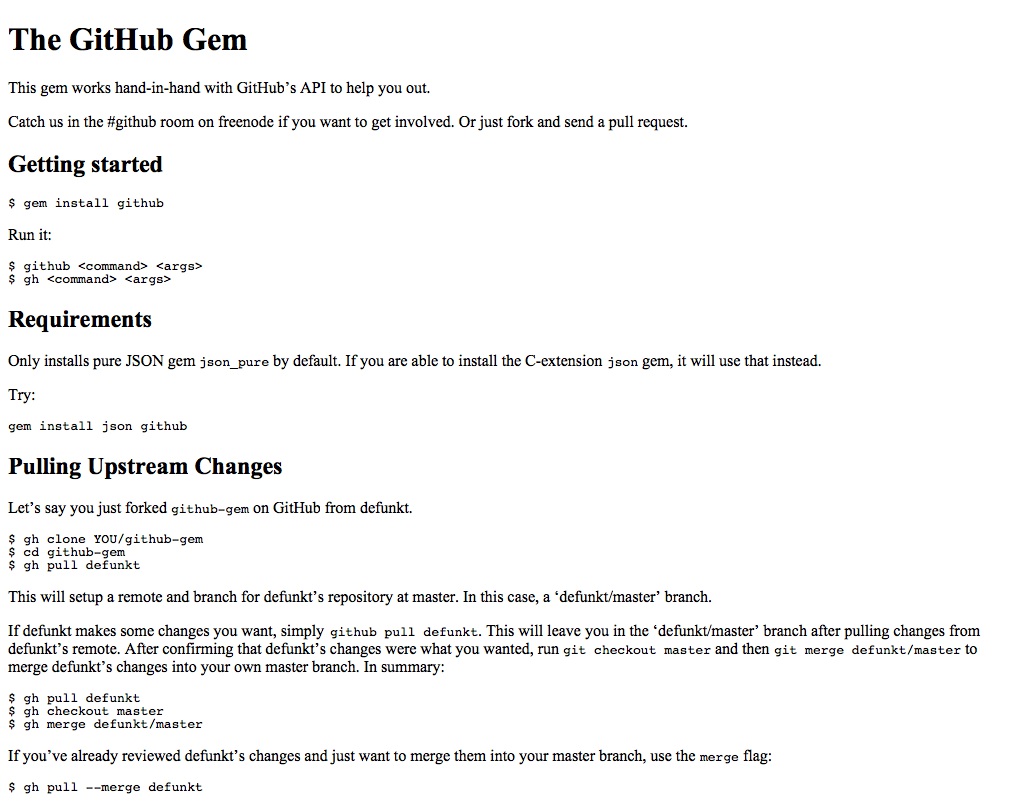 The GitHub Gem
This gem works hand-in-hand with GitHub’s API to help you out.
Catch us in the #github room on freenode if you want to get involved. Or just fork and send a pull request.
Getting started
$ gem install github
Run it:
$ github <command> <args>
$ gh <command> <args>
Requirements
Only installs pure JSON gem json_pure by default. If you are able to install the C-extension json gem, it will use that instead.
Try:
gem install json github
Pulling Upstream Changes
Let’s say you just forked github-gem on GitHub from defunkt.
$ gh clone YOU/github-gem
$ cd github-gem
$ gh pull defunkt
This will setup a remote and branch for defunkt’s repository at master. In this case, a ‘defunkt/master’ branch.
If defunkt makes some changes you want, simply github pull defunkt. This will leave you in the ‘defunkt/master’ branch after pulling changes from
defunkt’s remote. After confirming that defunkt’s changes were what you wanted, run git checkout master and then git merge defunkt/master to
merge defunkt’s changes into your own master branch. In summary:
$ gh pull defunkt
$ gh checkout master
$ gh merge defunkt/master
If you’ve already reviewed defunkt’s changes and just want to merge them into your master branch, use the merge flag:
$ gh pull --merge defunkt